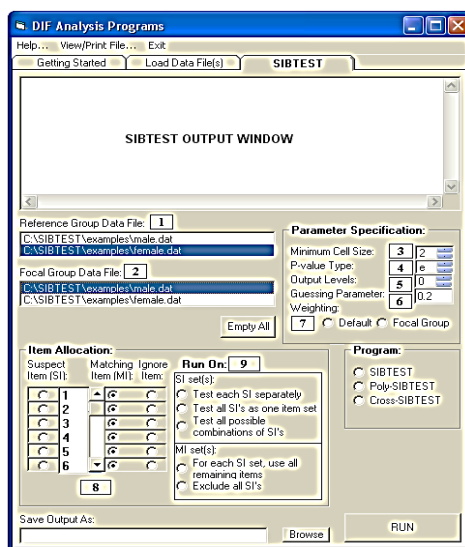 DIF Analysis Programs
Help... View/Print File... Exit
Getting Started Load Data File(s) SIBTEST
SIBTEST OUTPUT WINDOW
Reference Group Data File: 1
C:\SIBTEST\examples\male.dat
C:\SIBTEST\examples\female.dat
Focal Group Data File: 2
C:\SIBTEST\examples\male.dat
C:\SIBTEST\examples\female.dat
Empty All
Parameter Specification:
Minimum Cell Size: 3 2
P-value Type: 4 e
Output Levels: 5 0
Guessing Parameter: 6 0.2
Weighting:
7 Default Focal Group
Item Allocation:
Suspect Item (SI): Matching Item (MI): Ignore Item:
1
2
3
4
5
6
8
Run On: 9
SI set(s):
Test each SI separately
Test all SI's as one item set
Test all possible
combinations of SI's
MI set(s):
For each SI set, use all
remaining items
Exclude all SI's
Program:
SIBTEST
Poly-SIBTEST
Cross-SIBTEST
Save Output As:
Browse
RUN